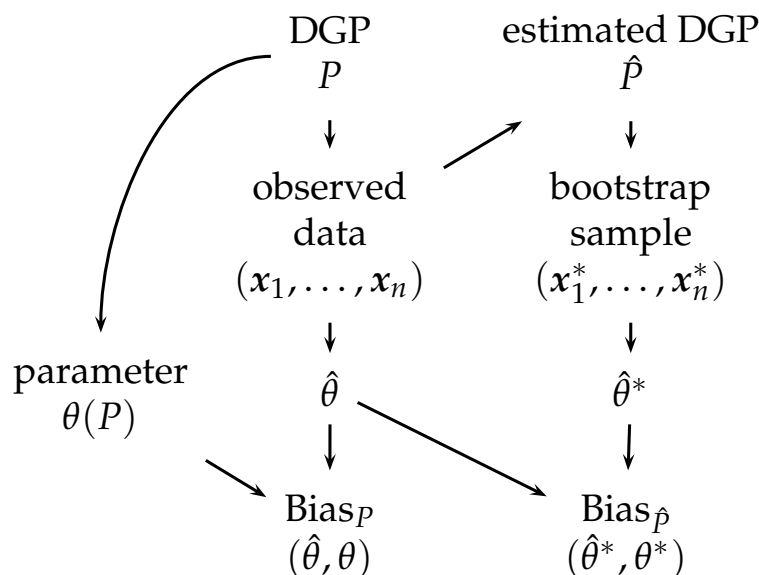 DGP
P
estimated DGP
P̂
observed
data
(x₁, . . . , xₙ)
bootstrap
sample
(x₁*, . . . , xₙ*)
parameter
θ(P)
θ̂
θ̂*
Bias_P
(θ̂, θ)
Bias_P̂
(θ̂*, θ*)